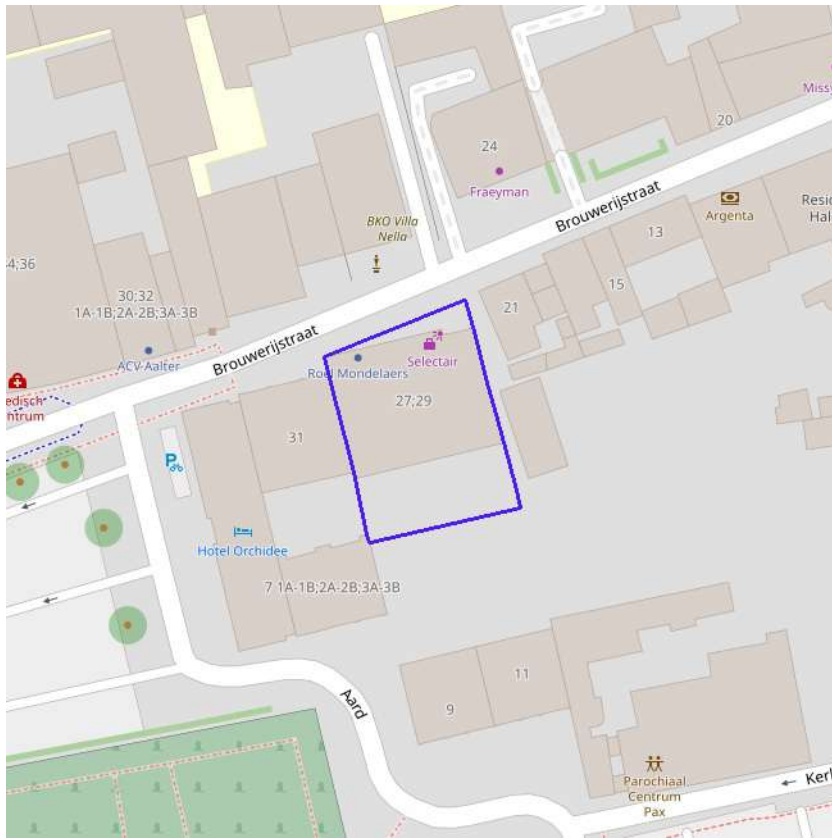 24
Fraeyman
20
Missy
Brouwerijstraat
Argenta
13
Resi
Hal
BKO Villa
Nella
4;36
30;32
1A-1B;2A-2B;3A-3B
15
21
Brouwerijstraat
Selectair
ACV-Aalter
Roel Mondelaers
edisch
ntrum
27;29
31
P
Hotel Orchidee
7 1A-1B;2A-2B;3A-3B
11
9
Aard
Parochiaal
Centrum
Pax
Kerk